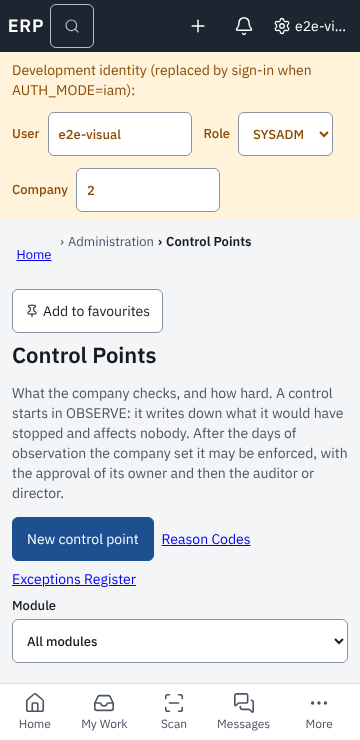 ERP
e2e-vi...
Development identity (replaced by sign-in when
AUTH_MODE=iam):
User e2e-visual Role SYSADM
Company 2
Home › Administration › Control Points
Add to favourites
Control Points
What the company checks, and how hard. A control
starts in OBSERVE: it writes down what it would have
stopped and affects nobody. After the days of
observation the company set it may be enforced, with
the approval of its owner and then the auditor or
director.
New control point Reason Codes
Exceptions Register
Module
All modules
Home My Work Scan Messages More